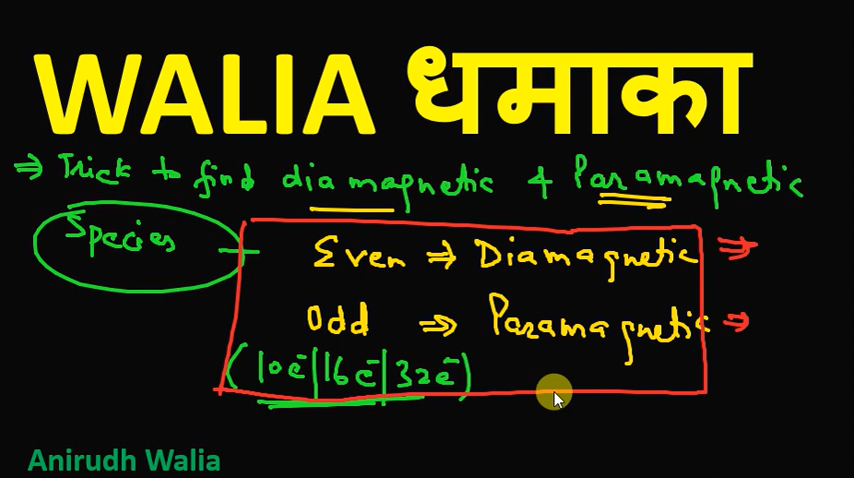 WALIA धमाका
⇒ Trick to find diamagnetic & Paramagnetic
Species
Even ⇒ Diamagnetic ⇒
Odd ⇒ Paramagnetic ⇒
(10e⁻|16e⁻|32e⁻)
Anirudh Walia